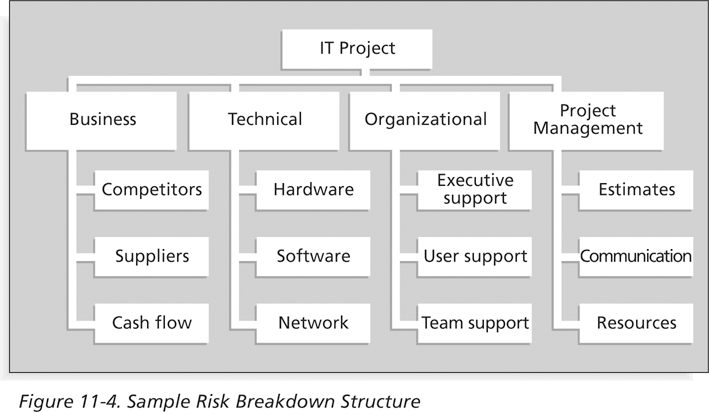 IT Project
Business
Technical
Organizational
Project
Management
Competitors
Hardware
Executive
support
Estimates
Suppliers
Software
User support
Communication
Cash flow
Network
Team support
Resources
Figure 11-4. Sample Risk Breakdown Structure